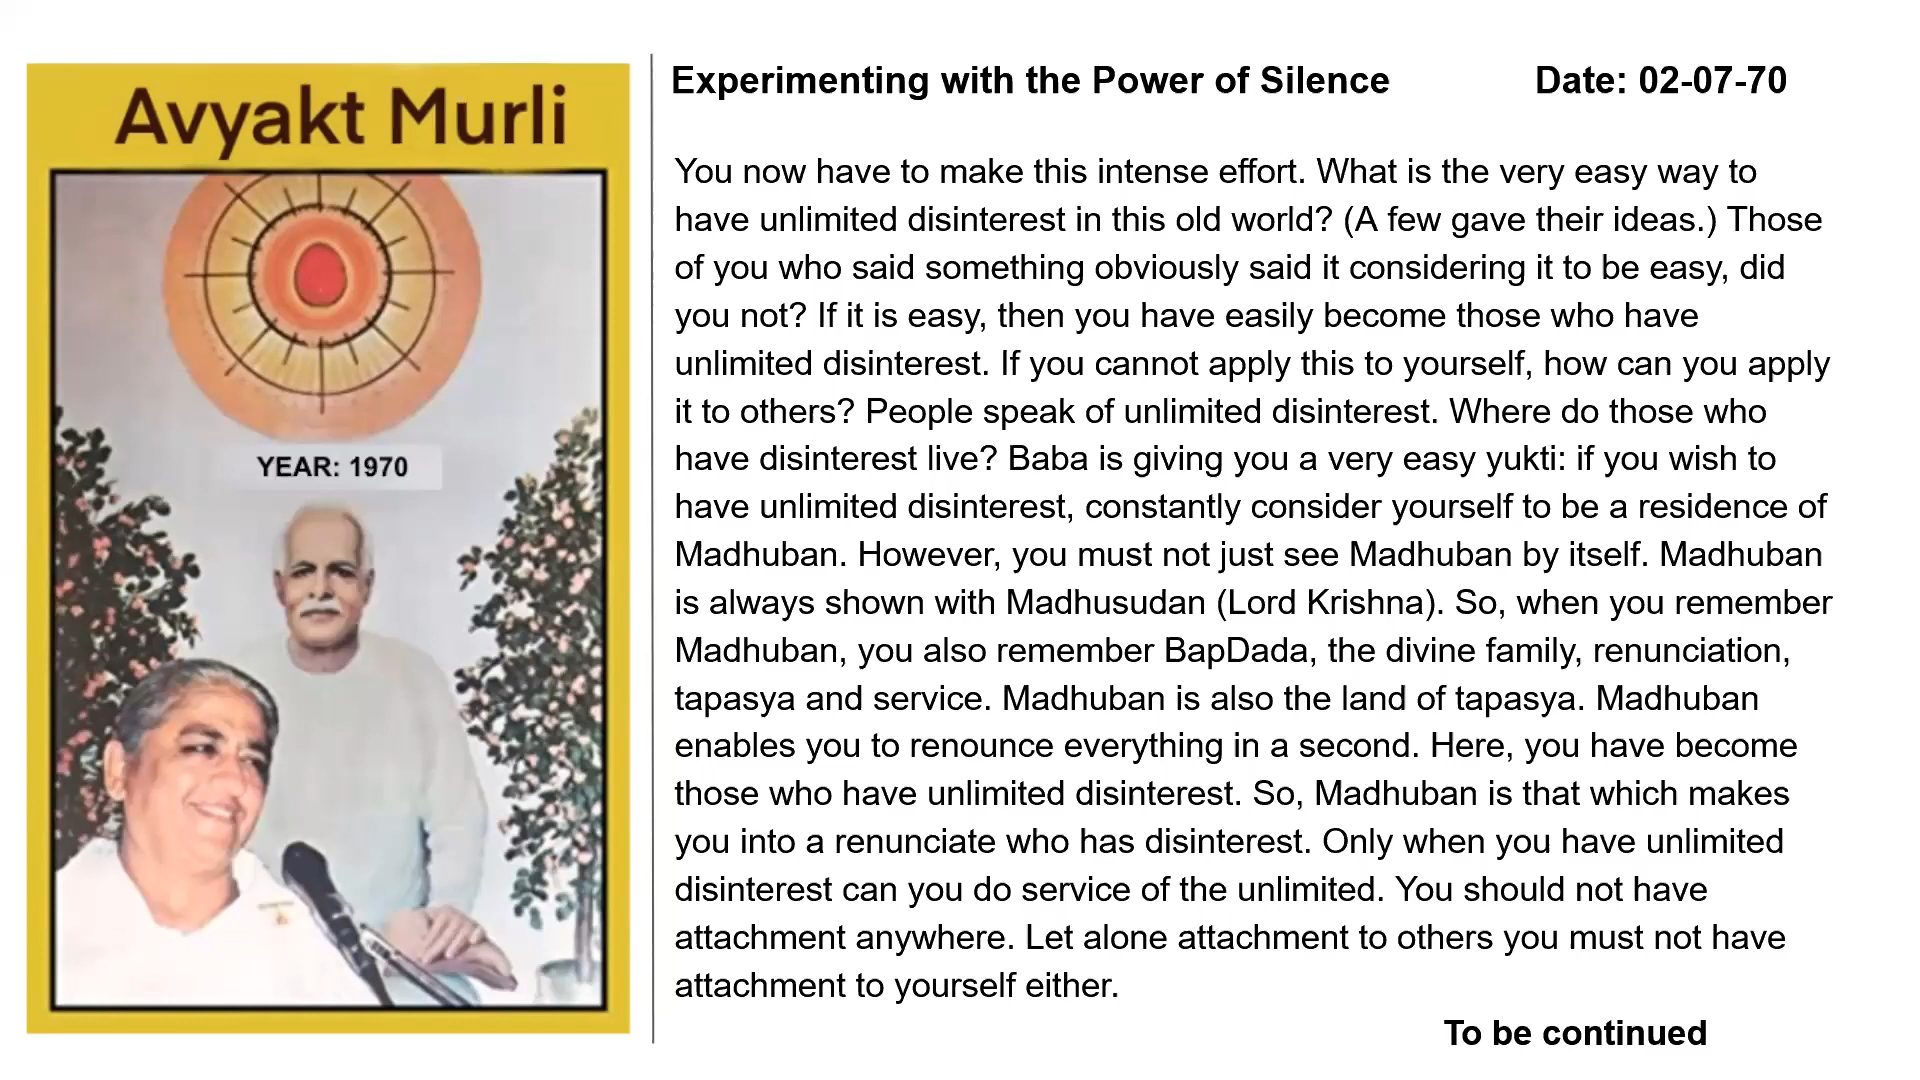 Avyakt Murli
YEAR: 1970
Experimenting with the Power of Silence Date: 02-07-70
You now have to make this intense effort. What is the very easy way to
have unlimited disinterest in this old world? (A few gave their ideas.) Those
of you who said something obviously said it considering it to be easy, did
you not? If it is easy, then you have easily become those who have
unlimited disinterest. If you cannot apply this to yourself, how can you apply
it to others? People speak of unlimited disinterest. Where do those who
have disinterest live? Baba is giving you a very easy yukti: if you wish to
have unlimited disinterest, constantly consider yourself to be a residence of
Madhuban. However, you must not just see Madhuban by itself. Madhuban
is always shown with Madhusudan (Lord Krishna). So, when you remember
Madhuban, you also remember BapDada, the divine family, renunciation,
tapasya and service. Madhuban is also the land of tapasya. Madhuban
enables you to renounce everything in a second. Here, you have become
those who have unlimited disinterest. So, Madhuban is that which makes
you into a renunciate who has disinterest. Only when you have unlimited
disinterest can you do service of the unlimited. You should not have
attachment anywhere. Let alone attachment to others you must not have
attachment to yourself either.
To be continued